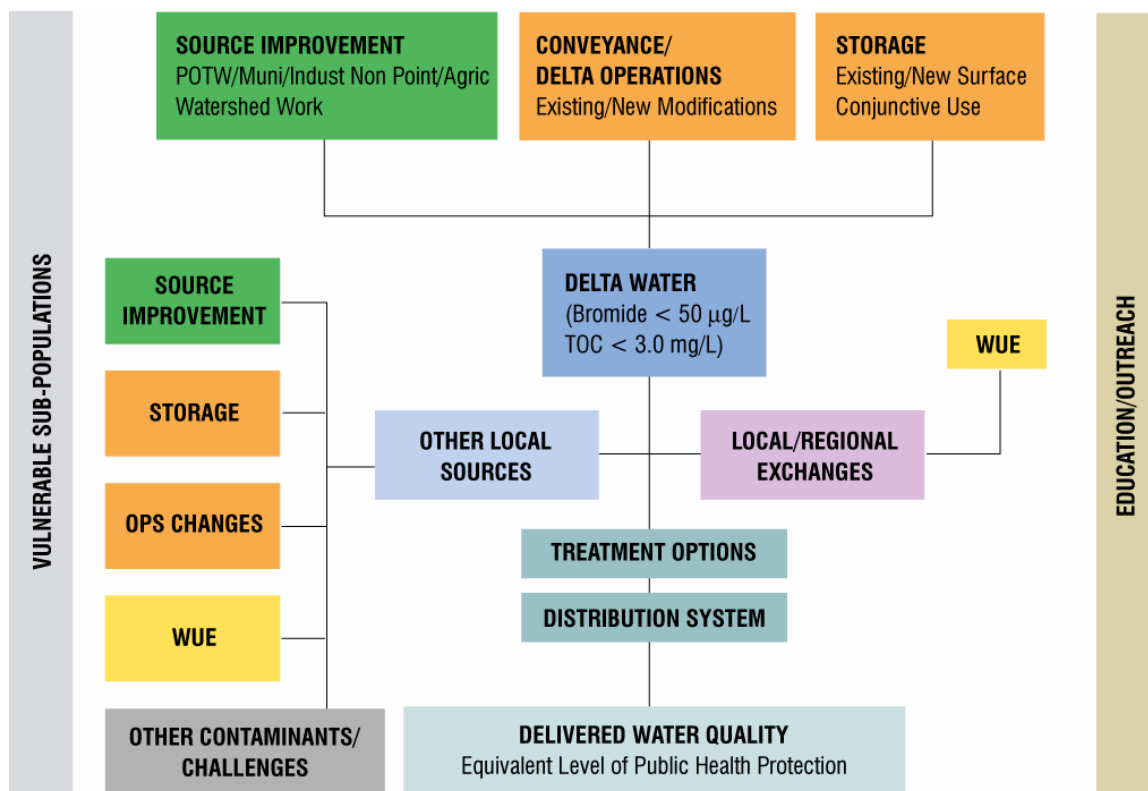 SOURCE IMPROVEMENT
POTW/Muni/Indust Non Point/Agric
Watershed Work
CONVEYANCE/
DELTA OPERATIONS
Existing/New Modifications
STORAGE
Existing/New Surface
Conjunctive Use
VULNERABLE SUB-POPULATIONS
EDUCATION/OUTREACH
SOURCE
IMPROVEMENT
DELTA WATER
(Bromide < 50 µg/L
TOC < 3.0 mg/L)
WUE
STORAGE
OTHER LOCAL
SOURCES
LOCAL/REGIONAL
EXCHANGES
OPS CHANGES
TREATMENT OPTIONS
DISTRIBUTION SYSTEM
WUE
OTHER CONTAMINANTS/
CHALLENGES
DELIVERED WATER QUALITY
Equivalent Level of Public Health Protection